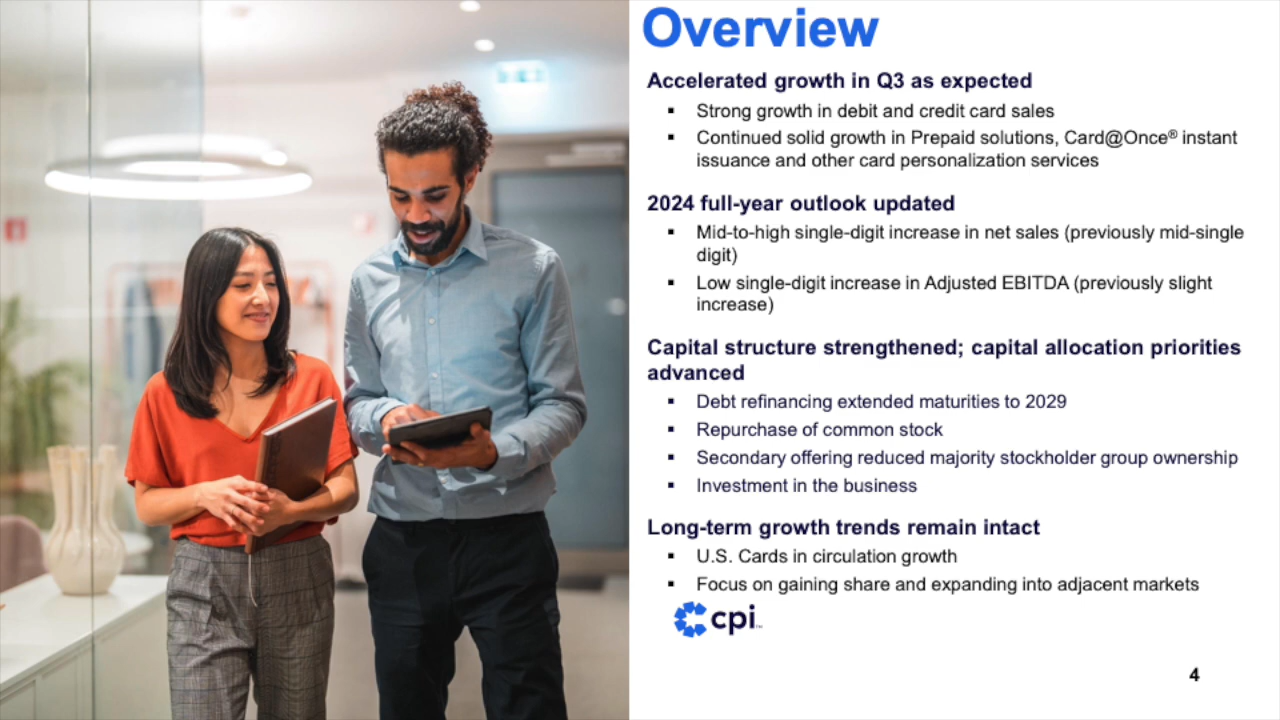 Overview
Accelerated growth in Q3 as expected
▪ Strong growth in debit and credit card sales
▪ Continued solid growth in Prepaid solutions, Card@Once® instant
issuance and other card personalization services
2024 full-year outlook updated
▪ Mid-to-high single-digit increase in net sales (previously mid-single
digit)
▪ Low single-digit increase in Adjusted EBITDA (previously slight
increase)
Capital structure strengthened; capital allocation priorities
advanced
▪ Debt refinancing extended maturities to 2029
▪ Repurchase of common stock
▪ Secondary offering reduced majority stockholder group ownership
▪ Investment in the business
Long-term growth trends remain intact
▪ U.S. Cards in circulation growth
▪ Focus on gaining share and expanding into adjacent markets
cpi™
4